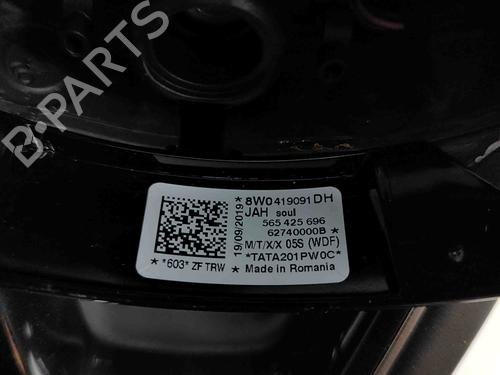 B-PARTS
*8W0419091DH
JAH soul
565 425 696
62740000B
M/T/X/X 05S (WDF)
*TATA201PW0C*
*Made in Romania
19/09/2019
*603* ZF TRW